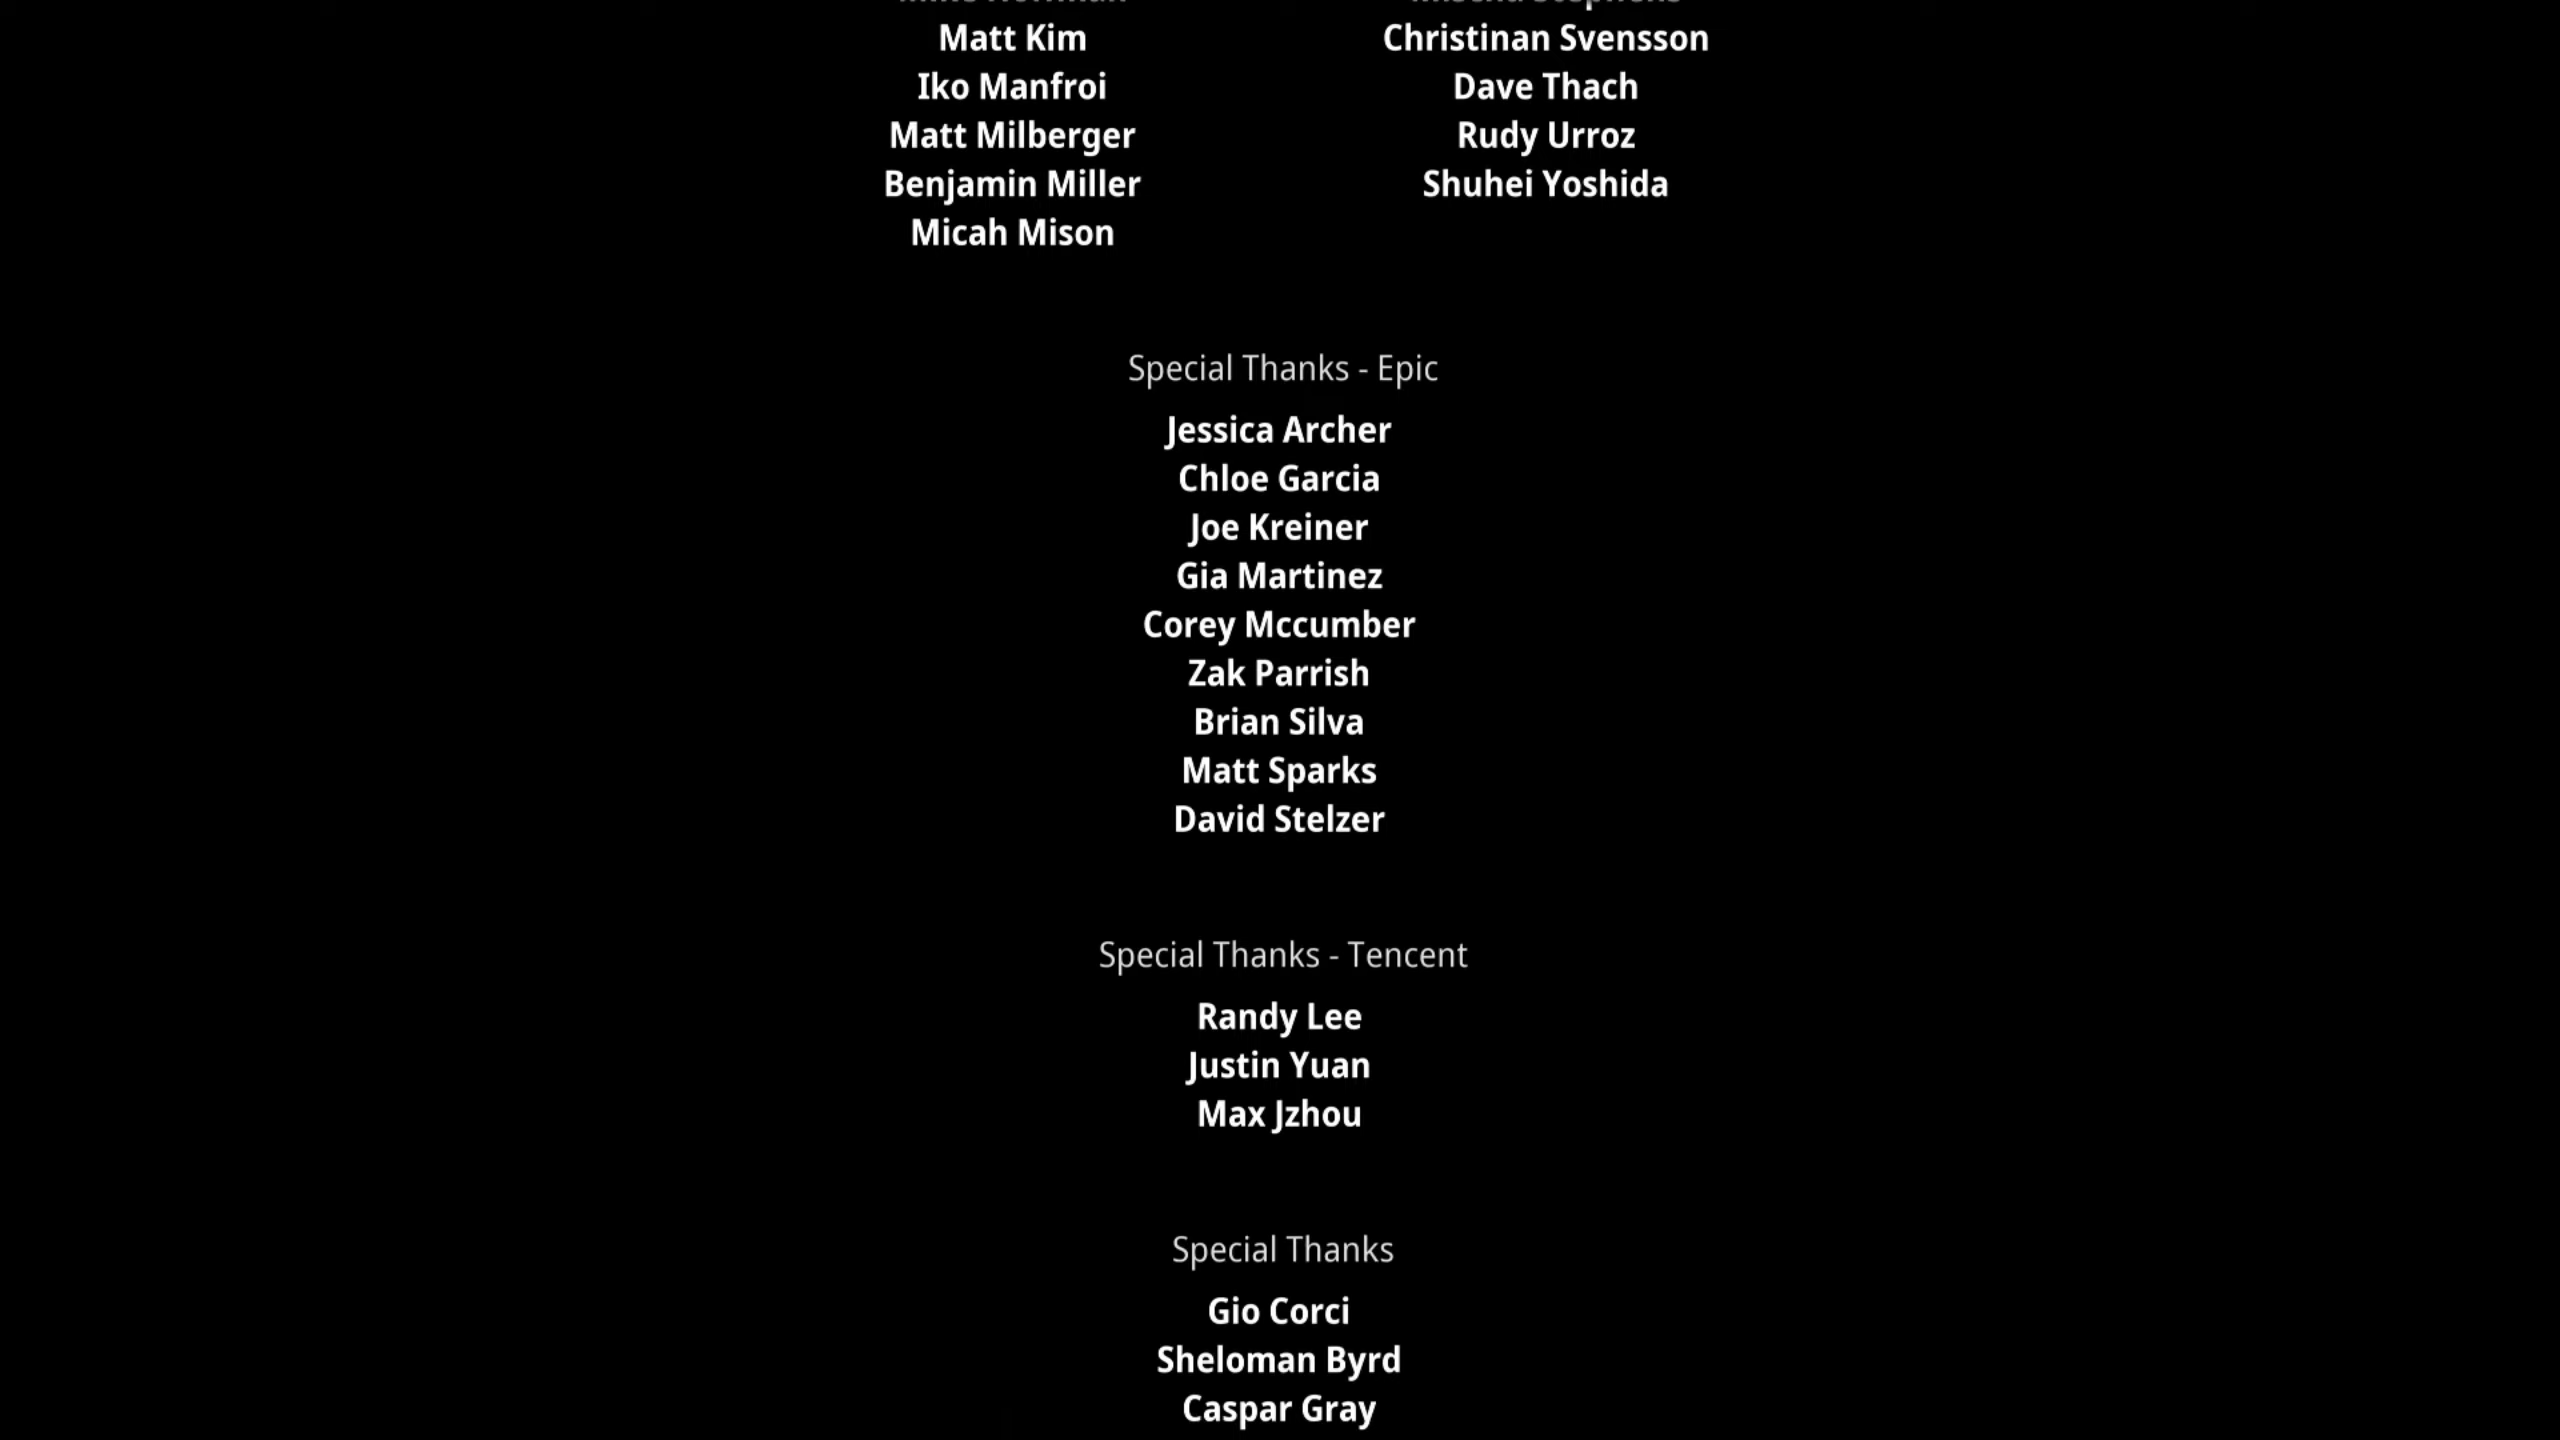 Matt Kim
Iko Manfroi
Matt Milberger
Benjamin Miller
Micah Mison
Christinan Svensson
Dave Thach
Rudy Urroz
Shuhei Yoshida
Special Thanks - Epic
Jessica Archer
Chloe Garcia
Joe Kreiner
Gia Martinez
Corey Mccumber
Zak Parrish
Brian Silva
Matt Sparks
David Stelzer
Special Thanks - Tencent
Randy Lee
Justin Yuan
Max Jzhou
Special Thanks
Gio Corci
Sheloman Byrd
Caspar Gray